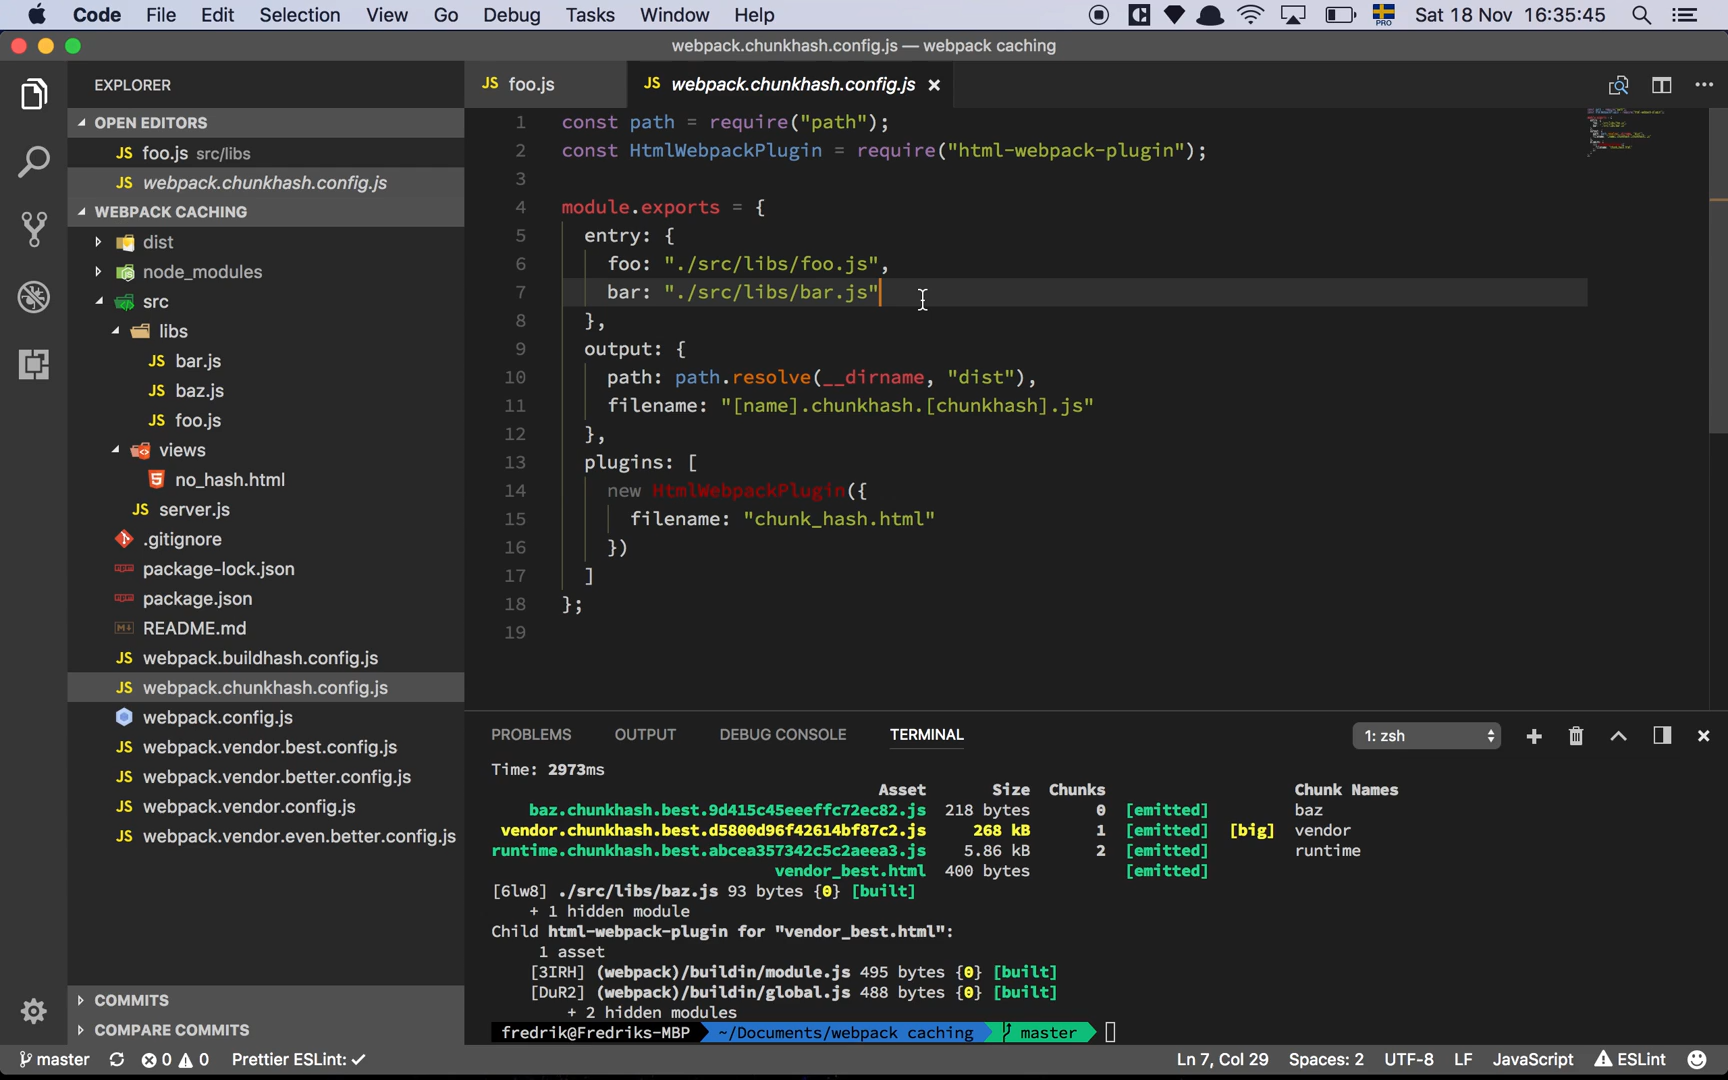 Code File Edit Selection View Go Debug Tasks Window Help PRO Sat 18 Nov 16:35:45
webpack.chunkhash.config.js — webpack caching
EXPLORER
OPEN EDITORS
JS foo.js src/libs
JS webpack.chunkhash.config.js
WEBPACK CACHING
dist
node_modules
src
libs
JS bar.js
JS baz.js
JS foo.js
views
5 no_hash.html
JS server.js
.gitignore
package-lock.json
package.json
README.md
JS webpack.buildhash.config.js
JS webpack.chunkhash.config.js
webpack.config.js
JS webpack.vendor.best.config.js
JS webpack.vendor.better.config.js
JS webpack.vendor.config.js
JS webpack.vendor.even.better.config.js
COMMITS
COMPARE COMMITS
JS foo.js JS webpack.chunkhash.config.js
1 const path = require("path");
2 const HtmlWebpackPlugin = require("html-webpack-plugin");
3
4 module.exports = {
5 entry: {
6 foo: "./src/libs/foo.js",
7 bar: "./src/libs/bar.js"
8 },
9 output: {
10 path: path.resolve(__dirname, "dist"),
11 filename: "[name].chunkhash.[chunkhash].js"
12 },
13 plugins: [
14 new HtmlWebpackPlugin({
15 filename: "chunk_hash.html"
16 })
17 ]
18 };
19
PROBLEMS OUTPUT DEBUG CONSOLE TERMINAL 1: zsh
Time: 2973ms
Asset Size Chunks Chunk Names
baz.chunkhash.best.9d415c45eeeffc72ec82.js 218 bytes 0 [emitted] baz
vendor.chunkhash.best.d5800d96f42614bf87c2.js 268 kB 1 [emitted] [big] vendor
runtime.chunkhash.best.abcea357342c5c2aeea3.js 5.86 kB 2 [emitted] runtime
vendor_best.html 400 bytes [emitted]
[6lw8] ./src/libs/baz.js 93 bytes {0} [built]
+ 1 hidden module
Child html-webpack-plugin for "vendor_best.html":
1 asset
[3IRH] (webpack)/buildin/module.js 495 bytes {0} [built]
[DuR2] (webpack)/buildin/global.js 488 bytes {0} [built]
+ 2 hidden modules
fredrik@Fredriks-MBP ~/Documents/webpack caching master
master 0 0 Prettier ESLint: ✓ Ln 7, Col 29 Spaces: 2 UTF-8 LF JavaScript ESLint